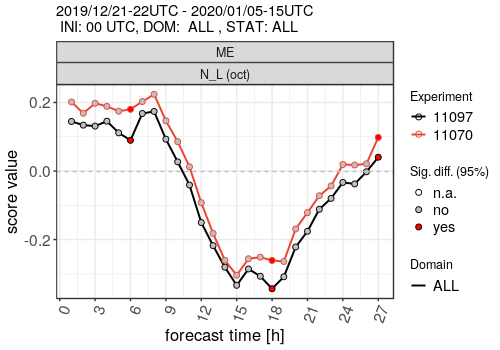 2019/12/21-22UTC - 2020/01/05-15UTC
INI: 00 UTC, DOM:  ALL , STAT: ALL
ME
N_L (oct)
score value
0.2
0.0
-0.2
0
3
6
9
12
15
18
21
24
27
forecast time [h]
Experiment
11097
11070
Sig. diff. (95%)
n.a.
no
yes
Domain
ALL